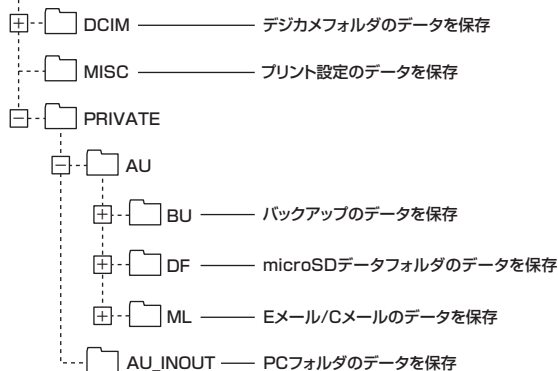 DCIM デジカメフォルダのデータを保存
MISC プリント設定のデータを保存
PRIVATE
AU
BU バックアップのデータを保存
DF microSDデータフォルダのデータを保存
ML Eメール/Cメールのデータを保存
AU_INOUT PCフォルダのデータを保存